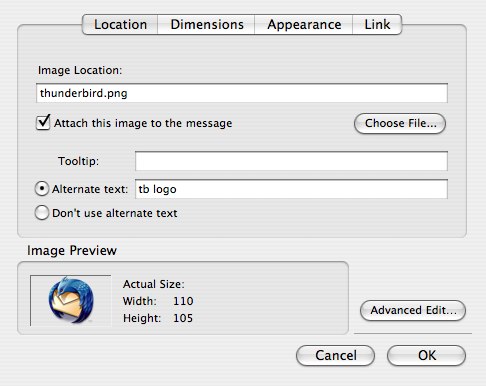 Location Dimensions Appearance Link
Image Location:
thunderbird.png
Attach this image to the message Choose File...
Tooltip:
Alternate text: tb logo
Don't use alternate text
Image Preview
Actual Size:
Width: 110
Height: 105
Advanced Edit...
Cancel OK